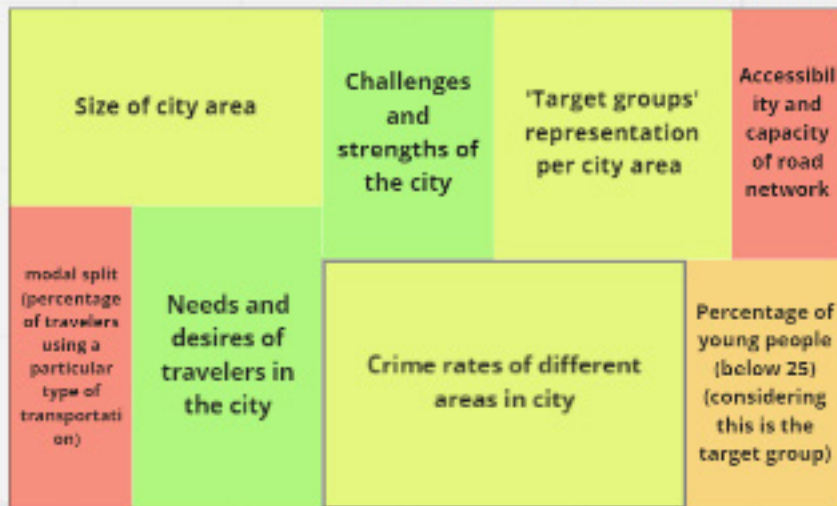 Size of city area
Challenges
and
strengths of
the city
'Target groups'
representation
per city area
Accessibil
ity and
capacity
of road
network
modal split
(percentage
of travelers
using a
particular
type of
transportati
on)
Needs and
desires of
travelers in
the city
Crime rates of different
areas in city
Percentage of
young people
(below 25)
(considering
this is the
target group)